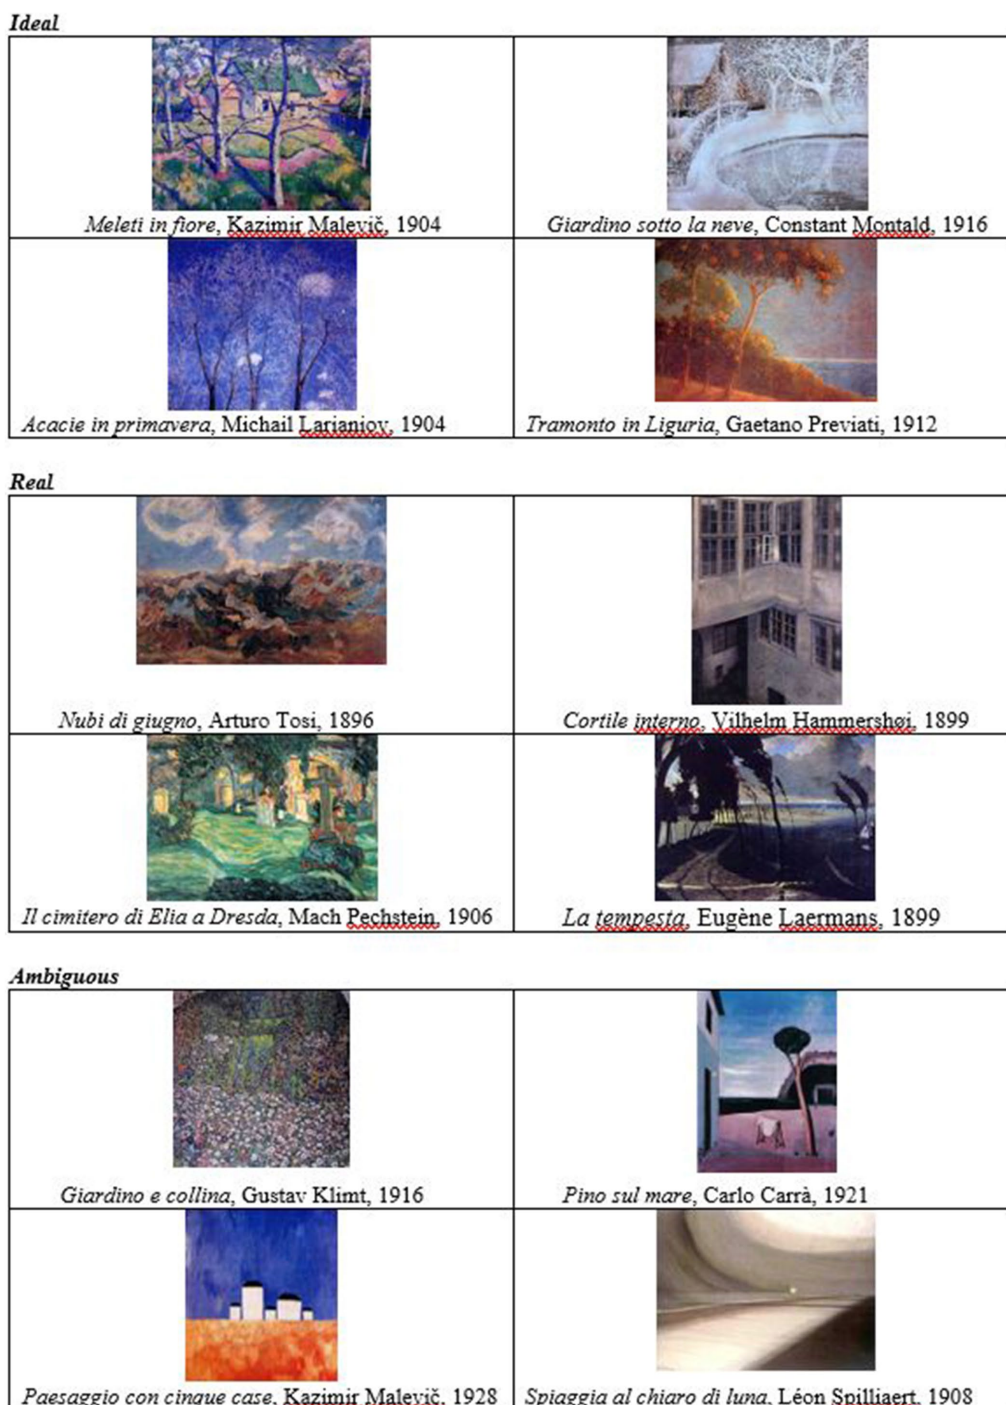 Ideal
Meleti in fiore, Kazimir Malevič, 1904
Giardino sotto la neve, Constant Montald, 1916
Acacie in primavera, Michail Larianiov, 1904
Tramonto in Liguria, Gaetano Previati, 1912
Real
Nubi di giugno, Arturo Tosi, 1896
Cortile interno, Vilhelm Hammershøi, 1899
Il cimitero di Elia a Dresda, Mach Pechstein, 1906
La tempesta, Eugène Laermans, 1899
Ambiguous
Giardino e collina, Gustav Klimt, 1916
Pino sul mare, Carlo Carrà, 1921
Paesaggio con cinque case, Kazimir Malevič, 1928
Spiaggia al chiaro di luna, Léon Spilliaert, 1908